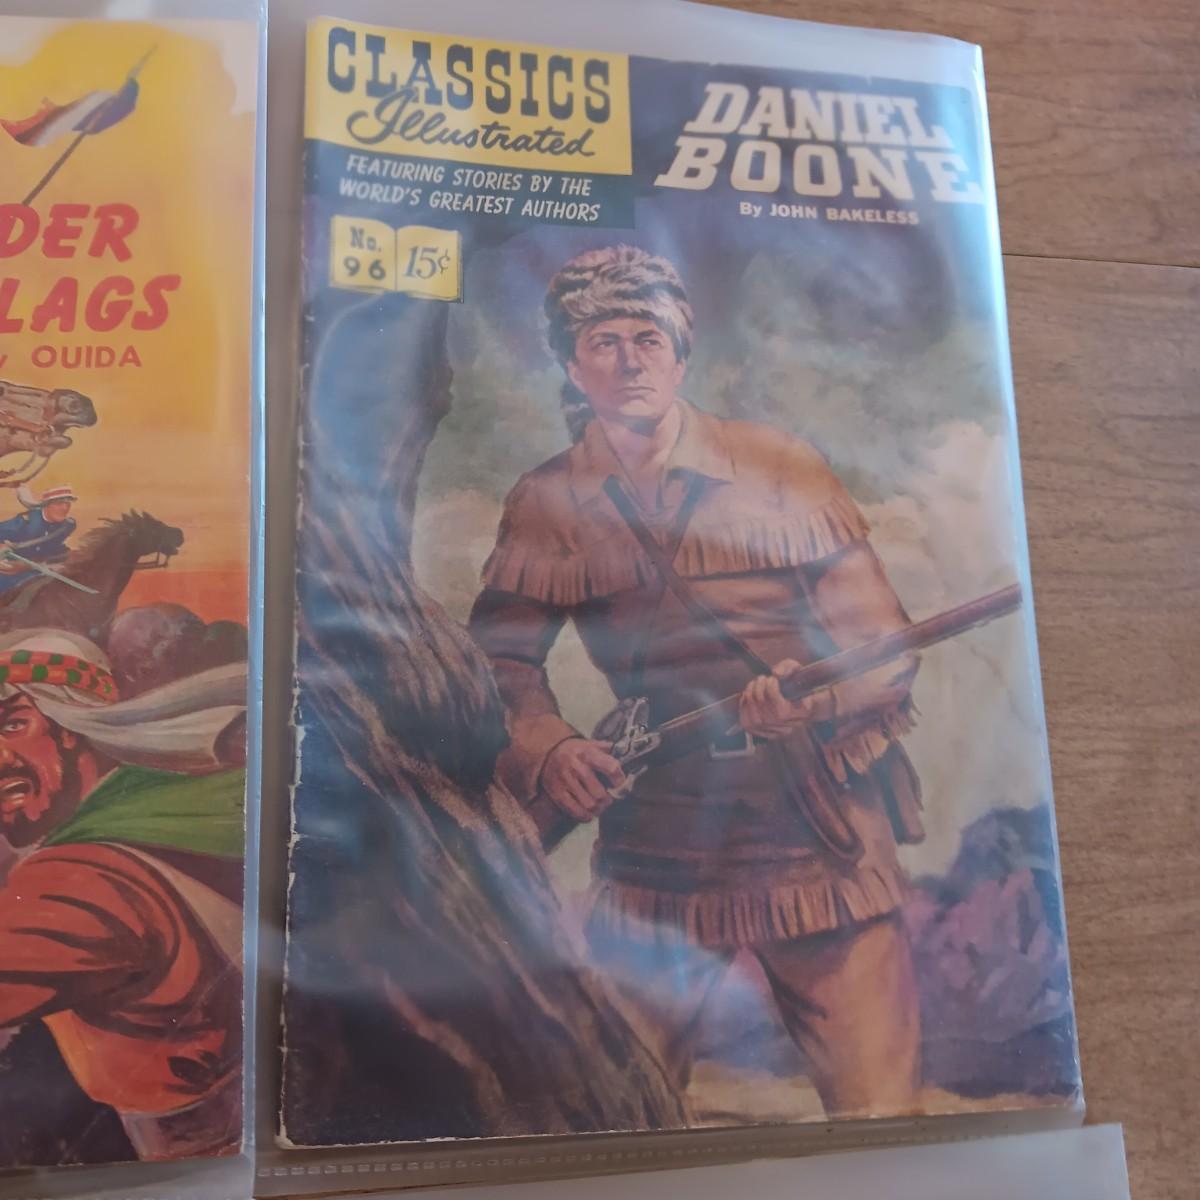 DER
LAGS
OUIDA
CLASSICS
Illustrated
FEATURING STORIES BY THE
WORLD'S GREATEST AUTHORS
No.
96
15¢
DANIEL
BOONE
By JOHN BAKELESS